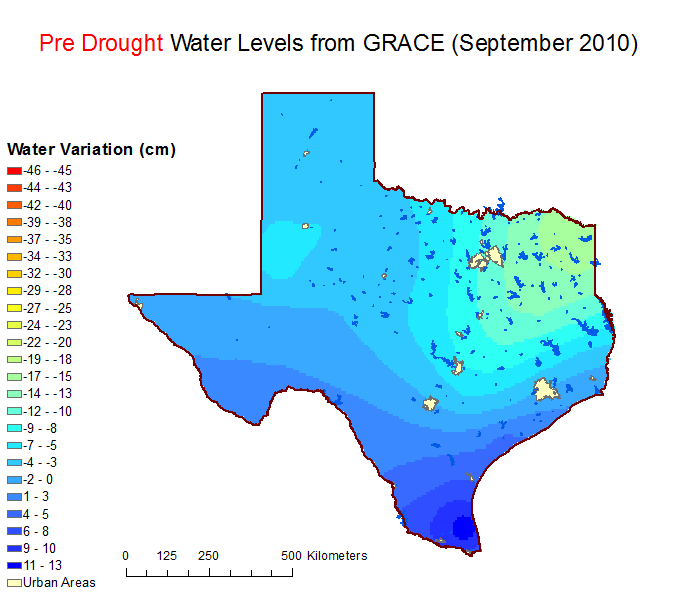 Pre Drought Water Levels from GRACE (September 2010)
Water Variation (cm)
-46 - -45
-44 - -43
-42 - -40
-39 - -38
-37 - -35
-34 - -33
-32 - -30
-29 - -28
-27 - -25
-24 - -23
-22 - -20
-19 - -18
-17 - -15
-14 - -13
-12 - -10
-9 - -8
-7 - -5
-4 - -3
-2 - 0
1 - 3
4 - 5
6 - 8
9 - 10
11 - 13
Urban Areas
0 125 250 500 Kilometers